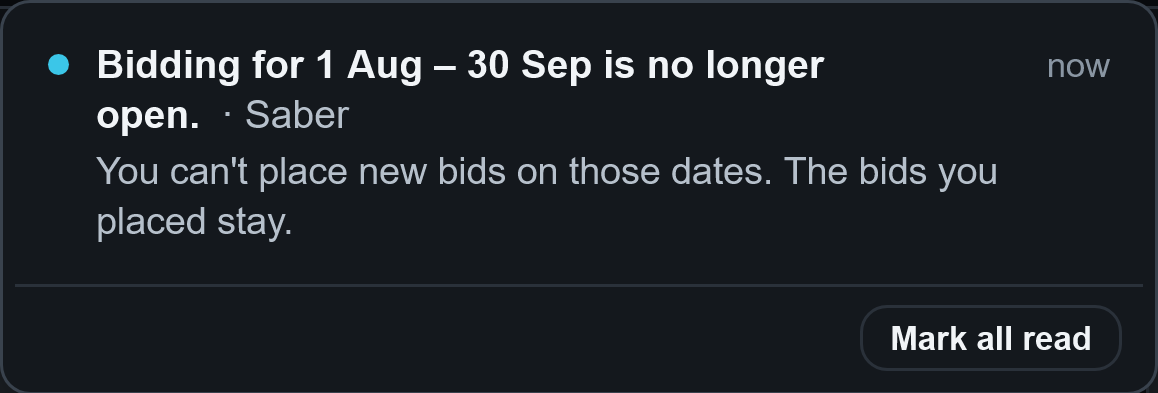 Bidding for 1 Aug – 30 Sep is no longer now
open. · Saber
You can't place new bids on those dates. The bids you
placed stay.
Mark all read